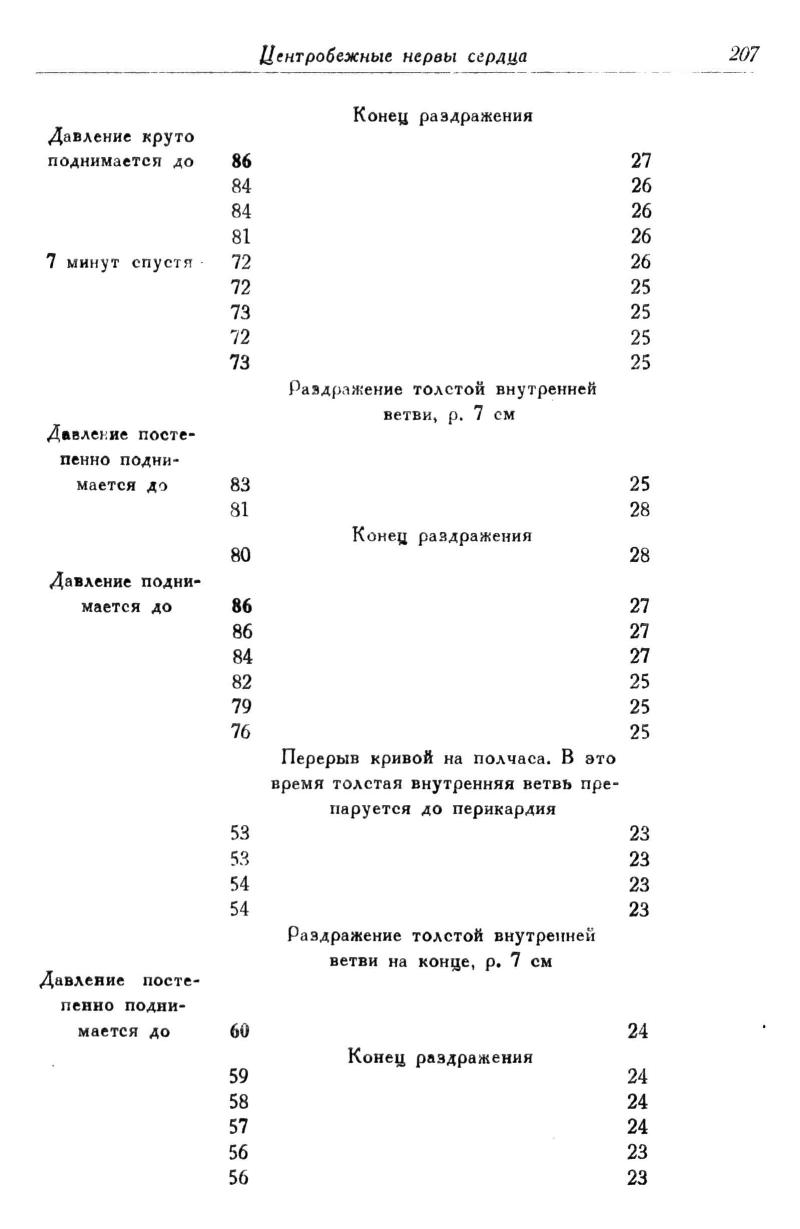 Центробежные нервы сердца 207
Конец раздражения
Давление круто
поднимается до 86 27
84 26
84 26
81 26
7 минут спустя 72 26
72 25
73 25
72 25
73 25
Раздражение толстой внутренней
ветви, р. 7 см
Давление посте-
пенно подни-
мается до 83 25
81 28
Конец раздражения
80 28
Давление подни-
мается до 86 27
86 27
84 27
82 25
79 25
76 25
Перерыв кривой на полчаса. В это
время толстая внутренняя ветвь пре-
парируется до перикардия
53 23
53 23
54 23
54 23
Раздражение толстой внутренней
ветви на конце, р. 7 см
Давление посте-
пенно подни-
мается до 60 24
Конец раздражения
59 24
58 24
57 24
56 23
56 23